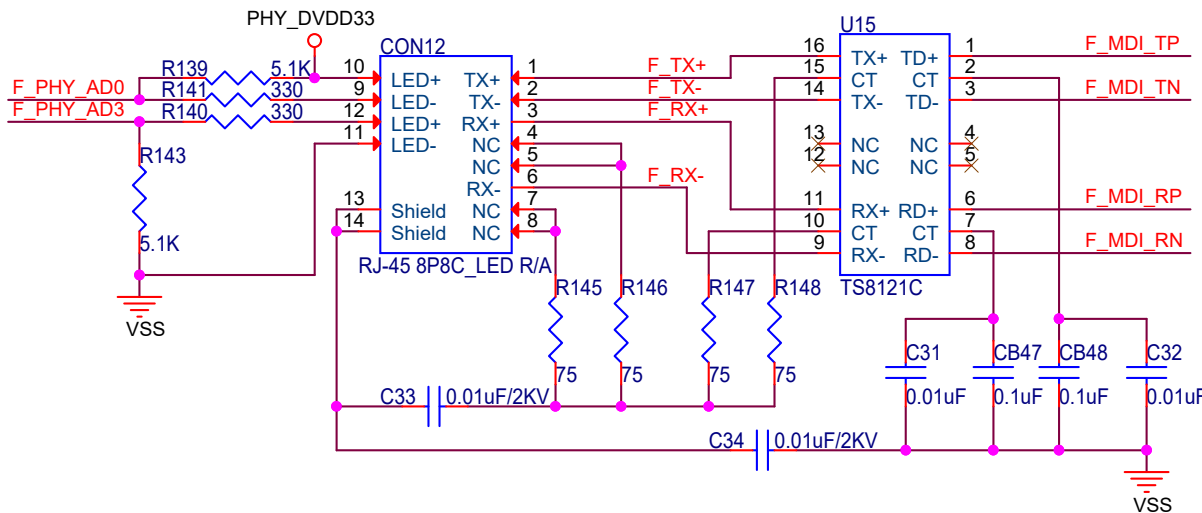 PHY_DVDD33
U15
CON12
R139 5.1K 10 LED+ TX+ 1 F_TX+ 16 TX+ TD+ 1 F_MDI_TP
15 CT CT 2
F_PHY_AD0 R141 330 9 LED- TX- 2 F_TX- 14 TX- TD- 3 F_MDI_TN
F_PHY_AD3 R140 330 12 LED+ RX+ 3 F_RX+
11 LED- NC 4 13 NC NC 4
R143 NC 5 12 NC NC 5
RX- 6 F_RX-
13 Shield NC 7 11 RX+ RD+ 6 F_MDI_RP
14 Shield NC 8 10 CT CT 7
5.1K 9 RX- RD- 8 F_MDI_RN
RJ-45 8P8C_LED R/A
TS8121C
R145 R146 R147 R148
VSS
C31 CB47 CB48 C32
75 75 75 75
C33 0.01uF/2KV 0.01uF 0.1uF 0.1uF 0.01uF
C34 0.01uF/2KV
VSS